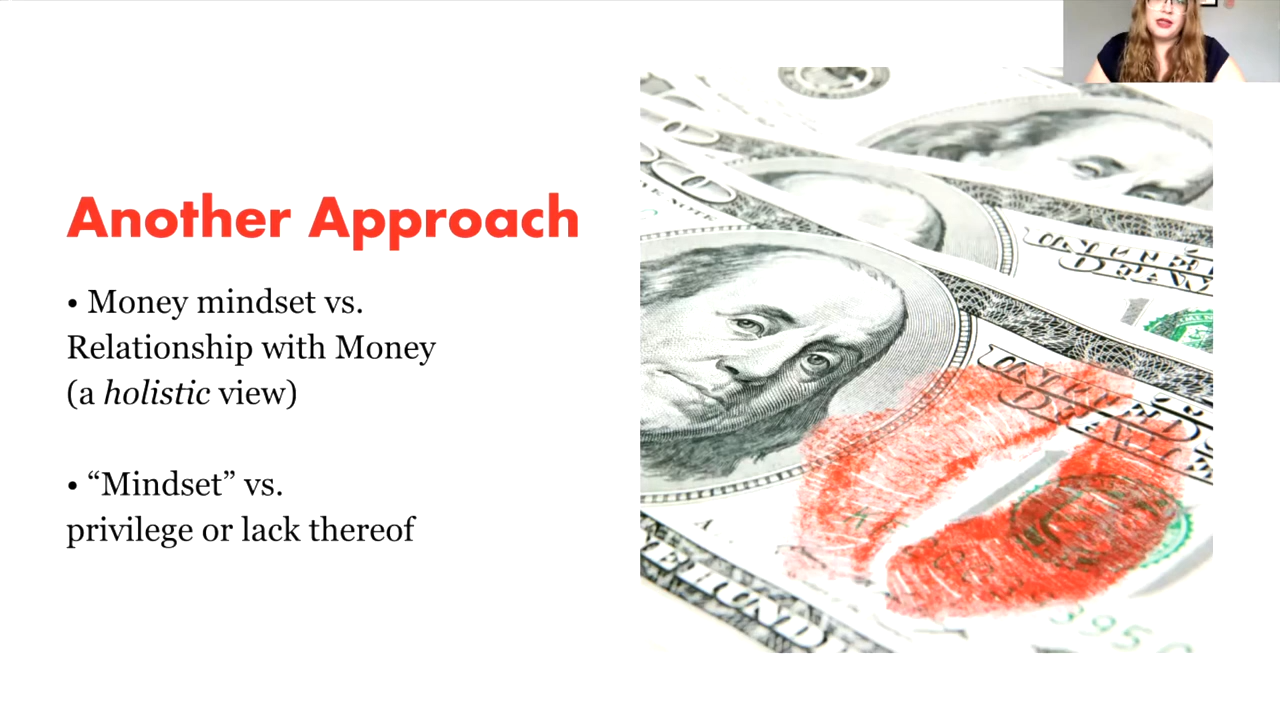 Another Approach
• Money mindset vs.
Relationship with Money
(a holistic view)
• “Mindset” vs.
privilege or lack thereof